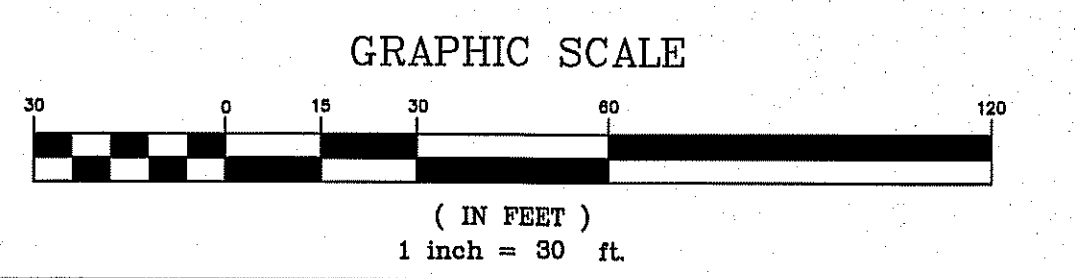 GRAPHIC SCALE
30 0 15 30 60 120
( IN FEET )
1 inch = 30 ft.